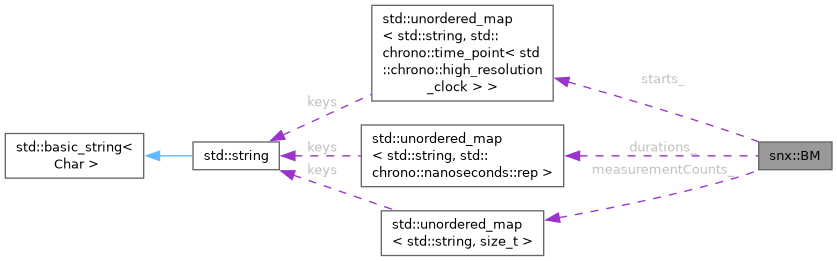 std::unordered_map
< std::string, std::
chrono::time_point< std
::chrono::high_resolution
_clock > >
starts_
keys
std::basic_string<
Char >
std::string
keys
std::unordered_map
< std::string, std::
chrono::nanoseconds::rep >
durations_
snx::BM
keys
measurementCounts_
std::unordered_map
< std::string, size_t >